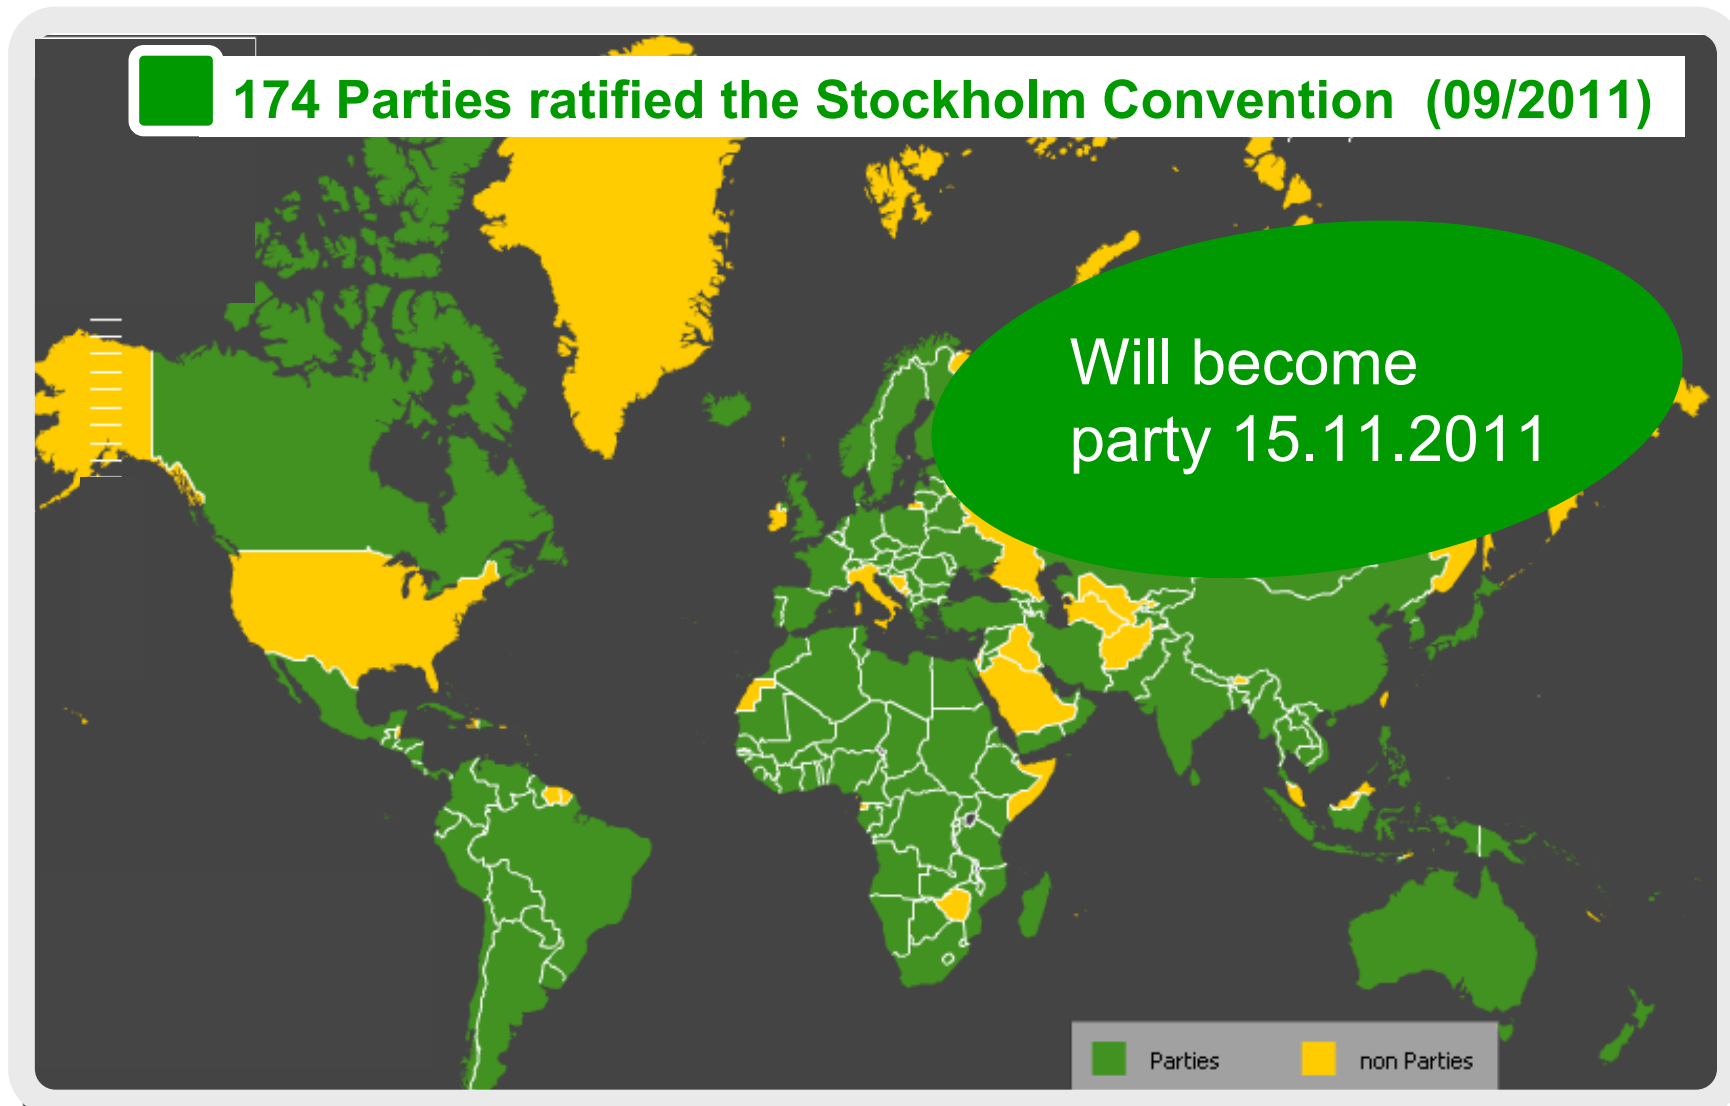 174 Parties ratified the Stockholm Convention (09/2011)
Will become
party 15.11.2011
Parties
non Parties